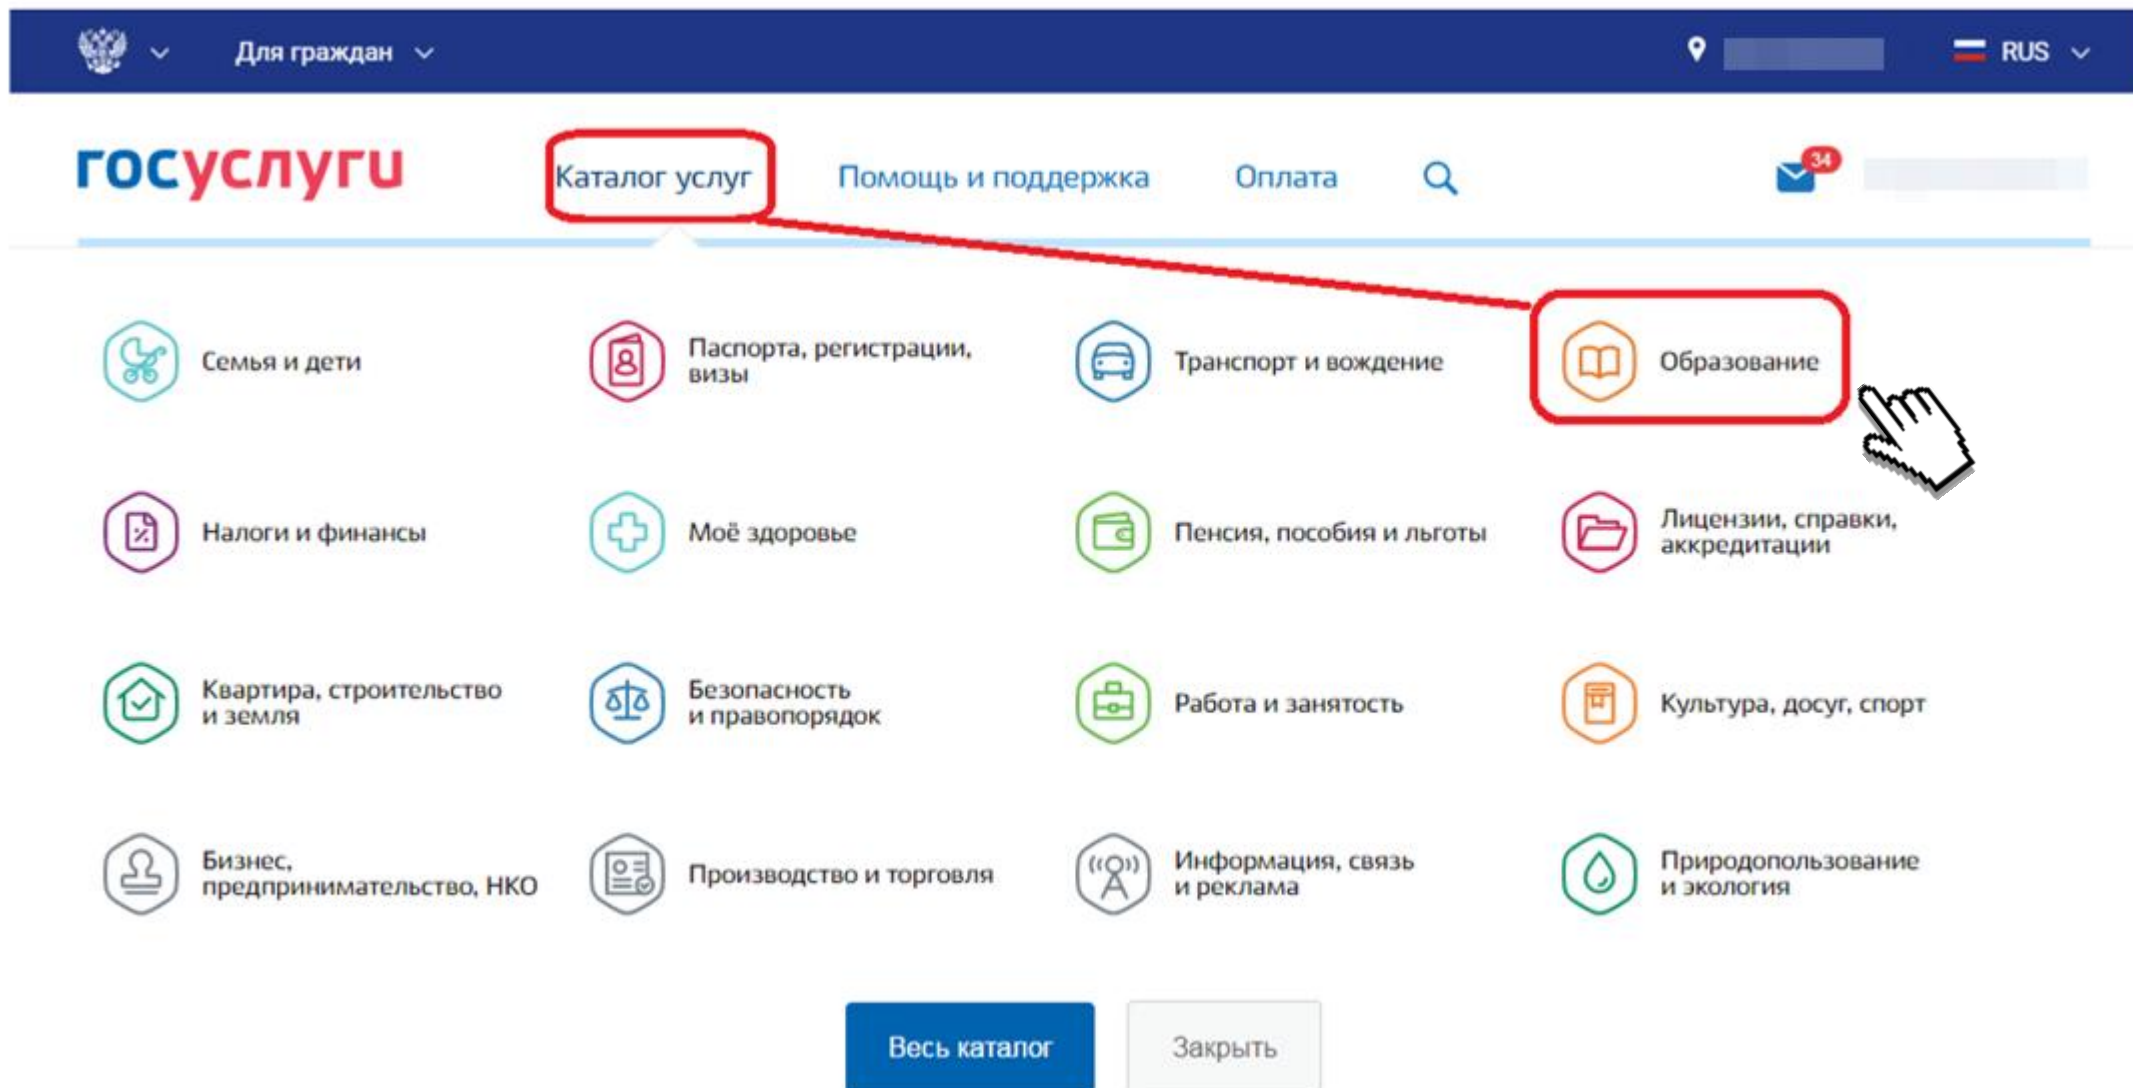 Для граждан
RUS
госуслуги
Каталог услуг
Помощь и поддержка
Оплата
34
Семья и дети
Паспорта, регистрации,
визы
Транспорт и вождение
Образование
Налоги и финансы
Моё здоровье
Пенсия, пособия и льготы
Лицензии, справки,
аккредитации
Квартира, строительство
и земля
Безопасность
и правопорядок
Работа и занятость
Культура, досуг, спорт
Бизнес,
предпринимательство, НКО
Производство и торговля
Информация, связь
и реклама
Природопользование
и экология
Весь каталог
Закрыть